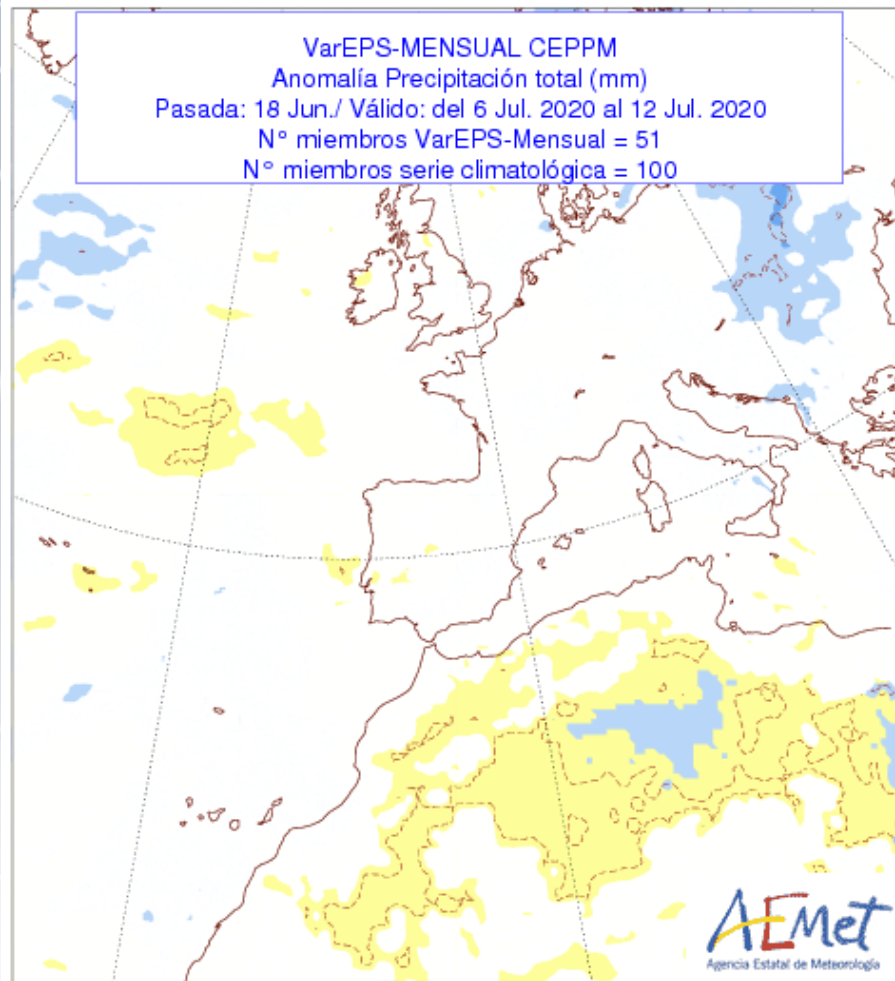 VarEPS-MENSUAL CEPPM
Anomalía Precipitación total (mm)
Pasada: 18 Jun./ Válido: del 6 Jul. 2020 al 12 Jul. 2020
N° miembros VarEPS-Mensual = 51
N° miembros serie climatológica = 100
AEMet
Agencia Estatal de Meteorología